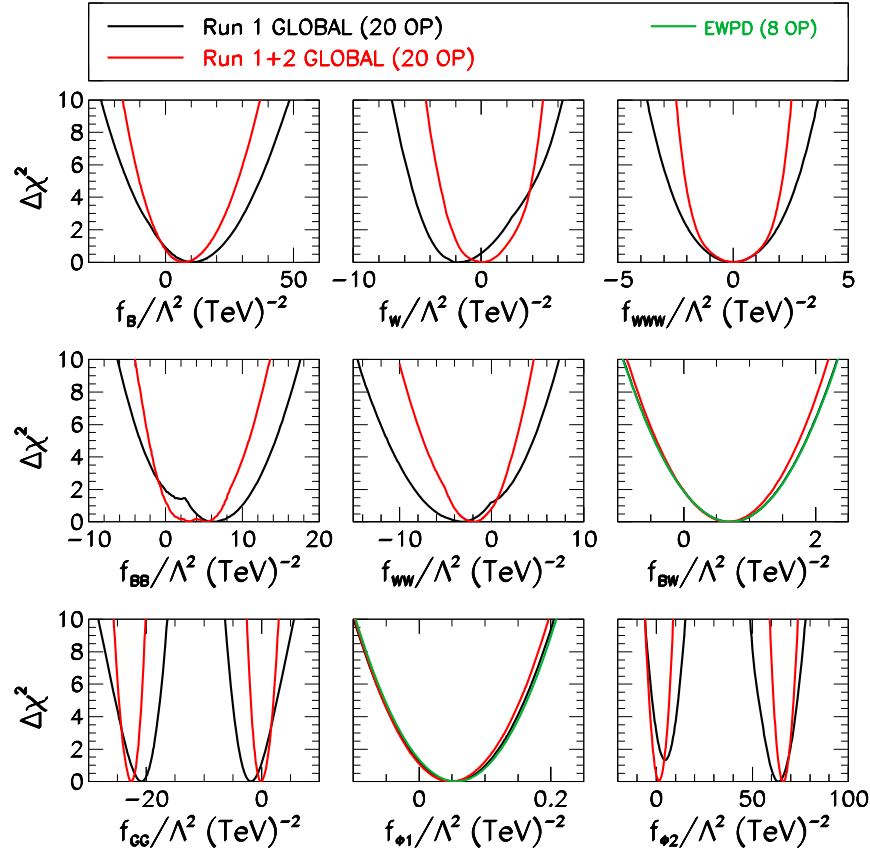 Run 1 GLOBAL (20 OP) EWPD (8 OP)
Run 1+2 GLOBAL (20 OP)
10
8
6
4
2
0
Δχ²
0 50
−10 0 10
−5 0 5
f_B/Λ² (TeV)⁻²
f_W/Λ² (TeV)⁻²
f_WWW/Λ² (TeV)⁻²
10
8
6
4
2
0
Δχ²
−10 0 10 20
0
0 2
f_BB/Λ² (TeV)⁻²
f_WW/Λ² (TeV)⁻²
f_BW/Λ² (TeV)⁻²
10
8
6
4
2
0
Δχ²
−20 0
0 0.2
0 50 100
f_GG/Λ² (TeV)⁻²
f_Φ1/Λ² (TeV)⁻²
f_Φ2/Λ² (TeV)⁻²